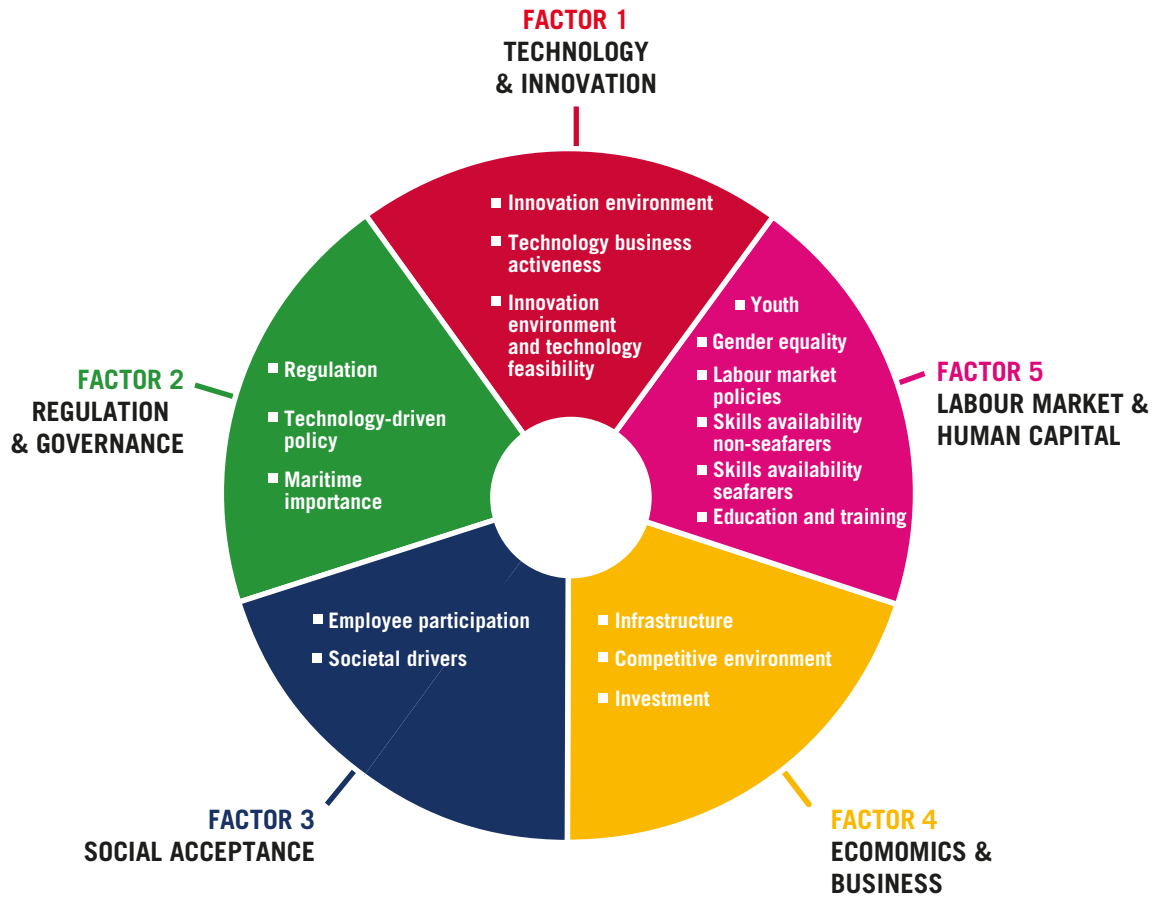 FACTOR 1
TECHNOLOGY
& INNOVATION
Innovation environment
Technology business
activeness
Innovation
environment
and technology
feasibility
FACTOR 2
REGULATION
& GOVERNANCE
Regulation
Technology-driven
policy
Maritime
importance
FACTOR 3
SOCIAL ACCEPTANCE
Employee participation
Societal drivers
FACTOR 4
ECOMOMICS &
BUSINESS
Infrastructure
Competitive environment
Investment
FACTOR 5
LABOUR MARKET &
HUMAN CAPITAL
Youth
Gender equality
Labour market
policies
Skills availability
non-seafarers
Skills availability
seafarers
Education and training